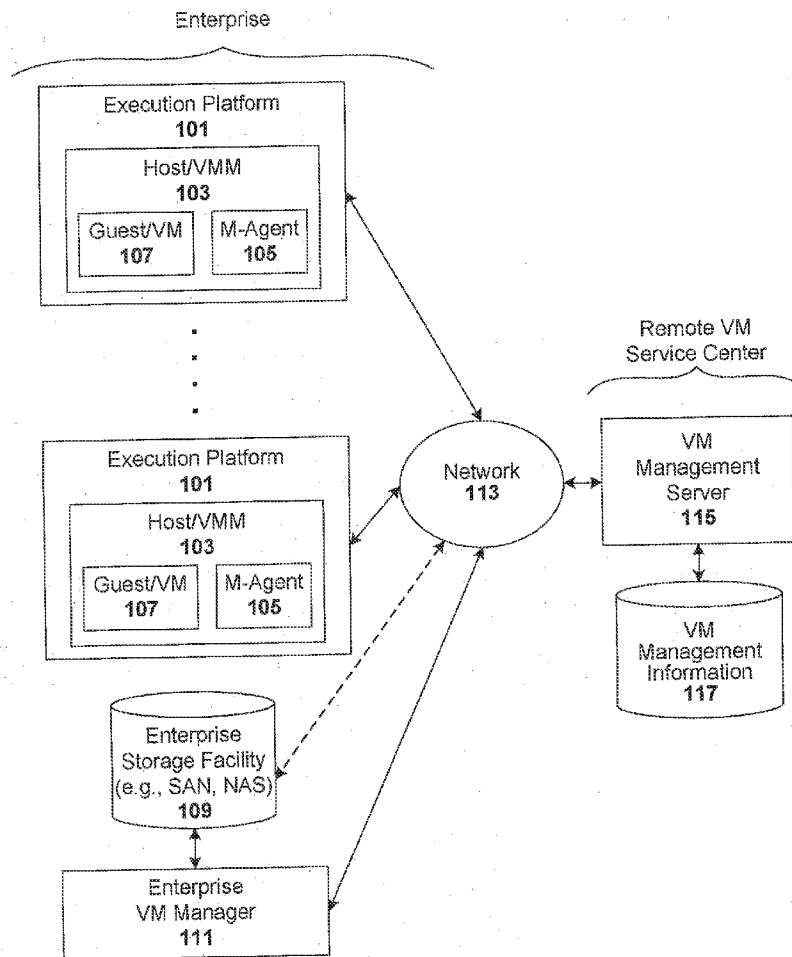 Enterprise
Execution Platform
101
Host/VMM
103
Guest/VM
107
M-Agent
105
Execution Platform
101
Host/VMM
103
Guest/VM
107
M-Agent
105
Enterprise
Storage Facility
(e.g., SAN, NAS)
109
Enterprise
VM Manager
111
Network
113
Remote VM
Service Center
VM
Management
Server
115
VM
Management
Information
117